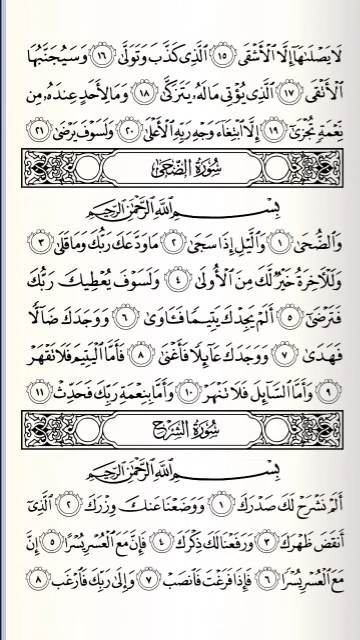 لَا يَصْلَىٰهَآ إِلَّا ٱلْأَشْقَى ١٥ ٱلَّذِى كَذَّبَ وَتَوَلَّىٰ ١٦ وَسَيُجَنَّبُهَا
ٱلْأَتْقَى ١٧ ٱلَّذِى يُؤْتِى مَالَهُۥ يَتَزَكَّىٰ ١٨ وَمَا لِأَحَدٍ عِندَهُۥ مِن
نِّعْمَةٍ تُجْزَىٰٓ ١٩ إِلَّا ٱبْتِغَآءَ وَجْهِ رَبِّهِ ٱلْأَعْلَىٰ ٢٠ وَلَسَوْفَ يَرْضَىٰ ٢١
سُورَةُ الضُّحَىٰ
بِسْمِ ٱللَّهِ ٱلرَّحْمَٰنِ ٱلرَّحِيمِ
وَٱلضُّحَىٰ ١ وَٱلَّيْلِ إِذَا سَجَىٰ ٢ مَا وَدَّعَكَ رَبُّكَ وَمَا قَلَىٰ ٣
وَلَلْءَاخِرَةُ خَيْرٌ لَّكَ مِنَ ٱلْأُولَىٰ ٤ وَلَسَوْفَ يُعْطِيكَ رَبُّكَ
فَتَرْضَىٰٓ ٥ أَلَمْ يَجِدْكَ يَتِيمًا فَـَٔاوَىٰ ٦ وَوَجَدَكَ ضَآلًّا
فَهَدَىٰ ٧ وَوَجَدَكَ عَآئِلًا فَأَغْنَىٰ ٨ فَأَمَّا ٱلْيَتِيمَ فَلَا تَقْهَرْ
٩ وَأَمَّا ٱلسَّآئِلَ فَلَا تَنْهَرْ ١٠ وَأَمَّا بِنِعْمَةِ رَبِّكَ فَحَدِّثْ ١١
سُورَةُ الشَّرْحِ
بِسْمِ ٱللَّهِ ٱلرَّحْمَٰنِ ٱلرَّحِيمِ
أَلَمْ نَشْرَحْ لَكَ صَدْرَكَ ١ وَوَضَعْنَا عَنكَ وِزْرَكَ ٢ ٱلَّذِىٓ
أَنقَضَ ظَهْرَكَ ٣ وَرَفَعْنَا لَكَ ذِكْرَكَ ٤ فَإِنَّ مَعَ ٱلْعُسْرِ يُسْرًا ٥ إِنَّ
مَعَ ٱلْعُسْرِ يُسْرًا ٦ فَإِذَا فَرَغْتَ فَٱنصَبْ ٧ وَإِلَىٰ رَبِّكَ فَٱرْغَب ٨